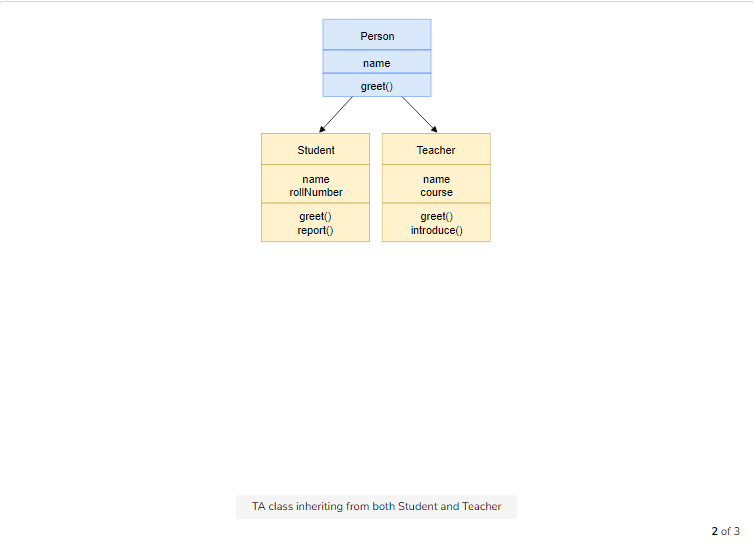 Person
name
greet()
Student
name
rollNumber
greet()
report()
Teacher
name
course
greet()
introduce()
TA class inheriting from both Student and Teacher
2 of 3